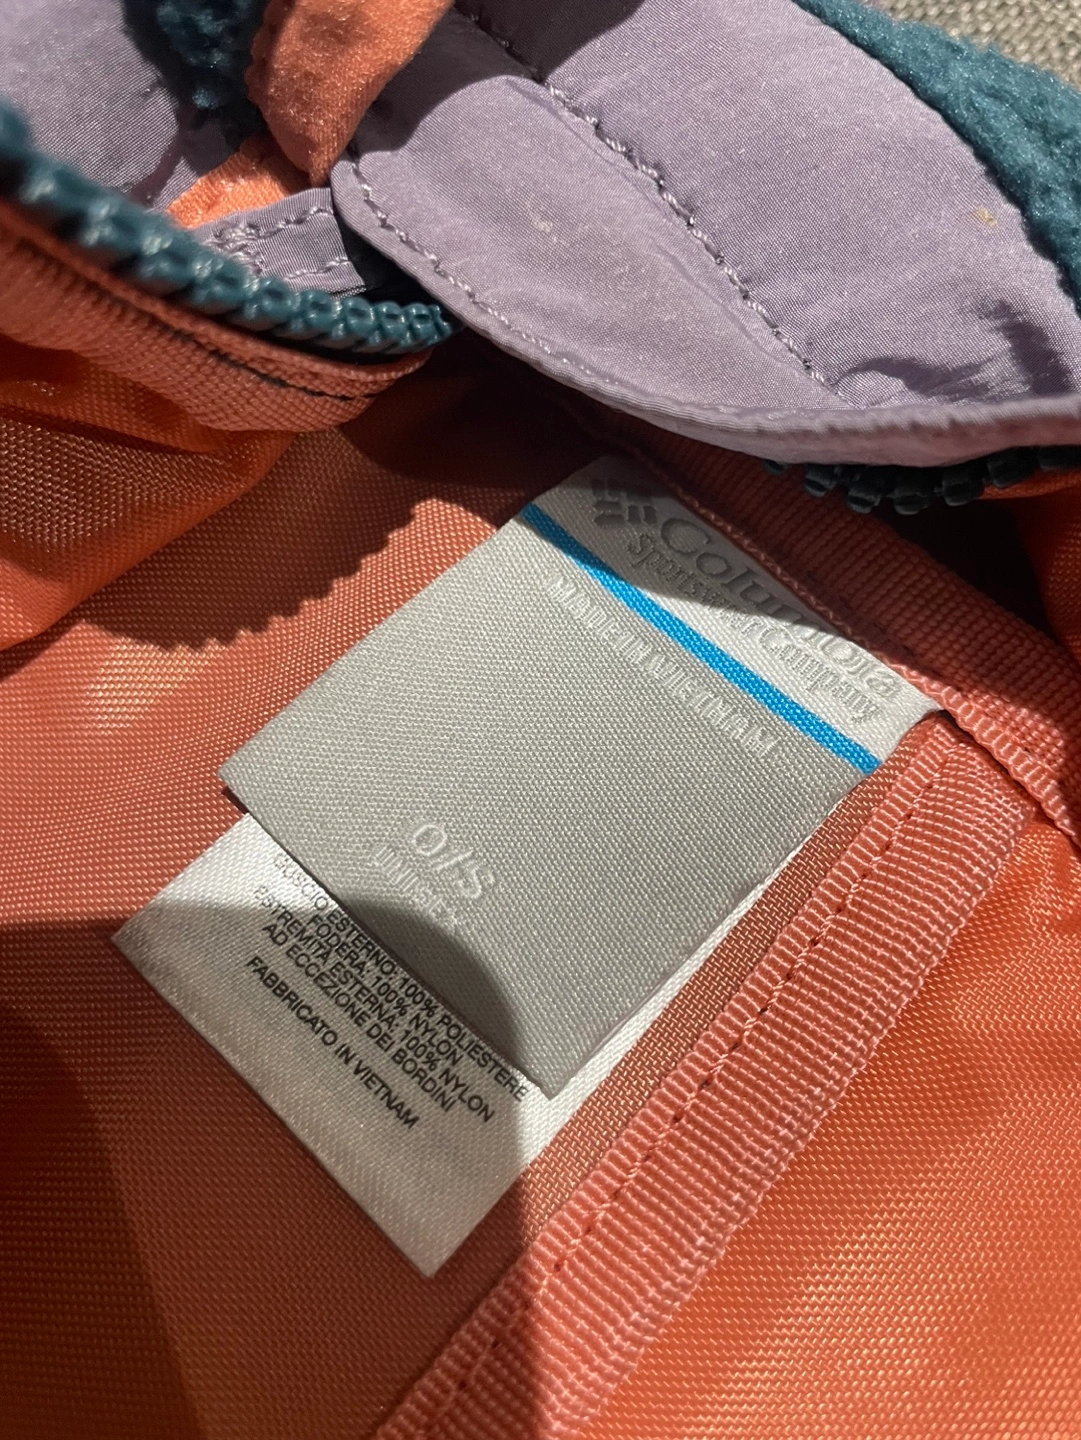 Columbia
Sportswear Company
MADE IN VIETNAM
O/S
GUSCIO ESTERNO: 100% POLIESTERE
FODERA: 100% NYLON
ESTREMITÀ ESTERNA: 100% NYLON
AD ECCEZIONE DEI BORDINI
FABBRICATO IN VIETNAM